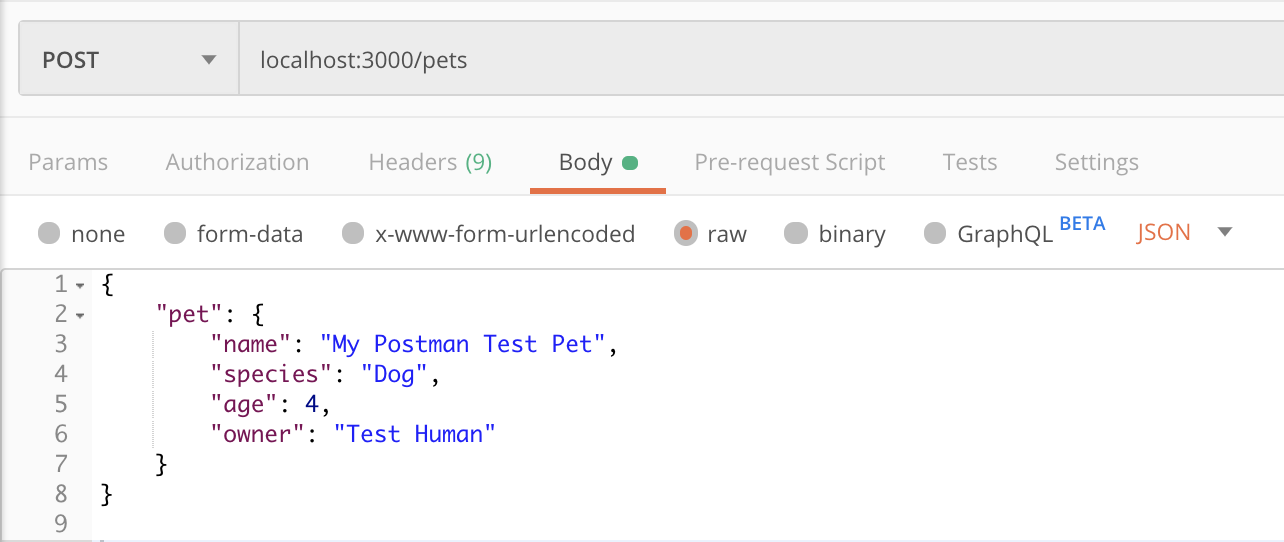 POST localhost:3000/pets
Params Authorization Headers (9) Body Pre-request Script Tests Settings
none form-data x-www-form-urlencoded raw binary GraphQL BETA JSON
1 {
2 "pet": {
3 "name": "My Postman Test Pet",
4 "species": "Dog",
5 "age": 4,
6 "owner": "Test Human"
7 }
8 }
9